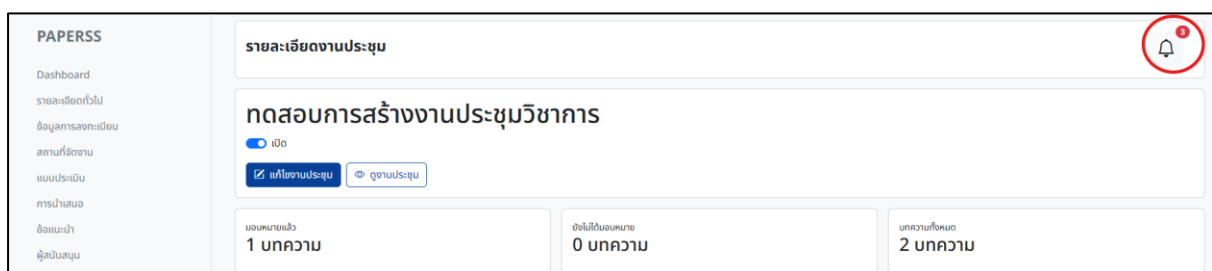 PAPERSS
Dashboard
รายละเอียดทั่วไป
ข้อมูลการลงทะเบียน
สถานที่จัดงาน
แบบประเมิน
การนำเสนอ
ข้อแนะนำ
ผู้สนับสนุน
รายละเอียดงานประชุม
3
ทดสอบการสร้างงานประชุมวิชาการ
เปิด
แก้ไขงานประชุม ดูงานประชุม
มอบหมายแล้ว
1 บทความ
ยังไม่ได้มอบหมาย
0 บทความ
บทความทั้งหมด
2 บทความ